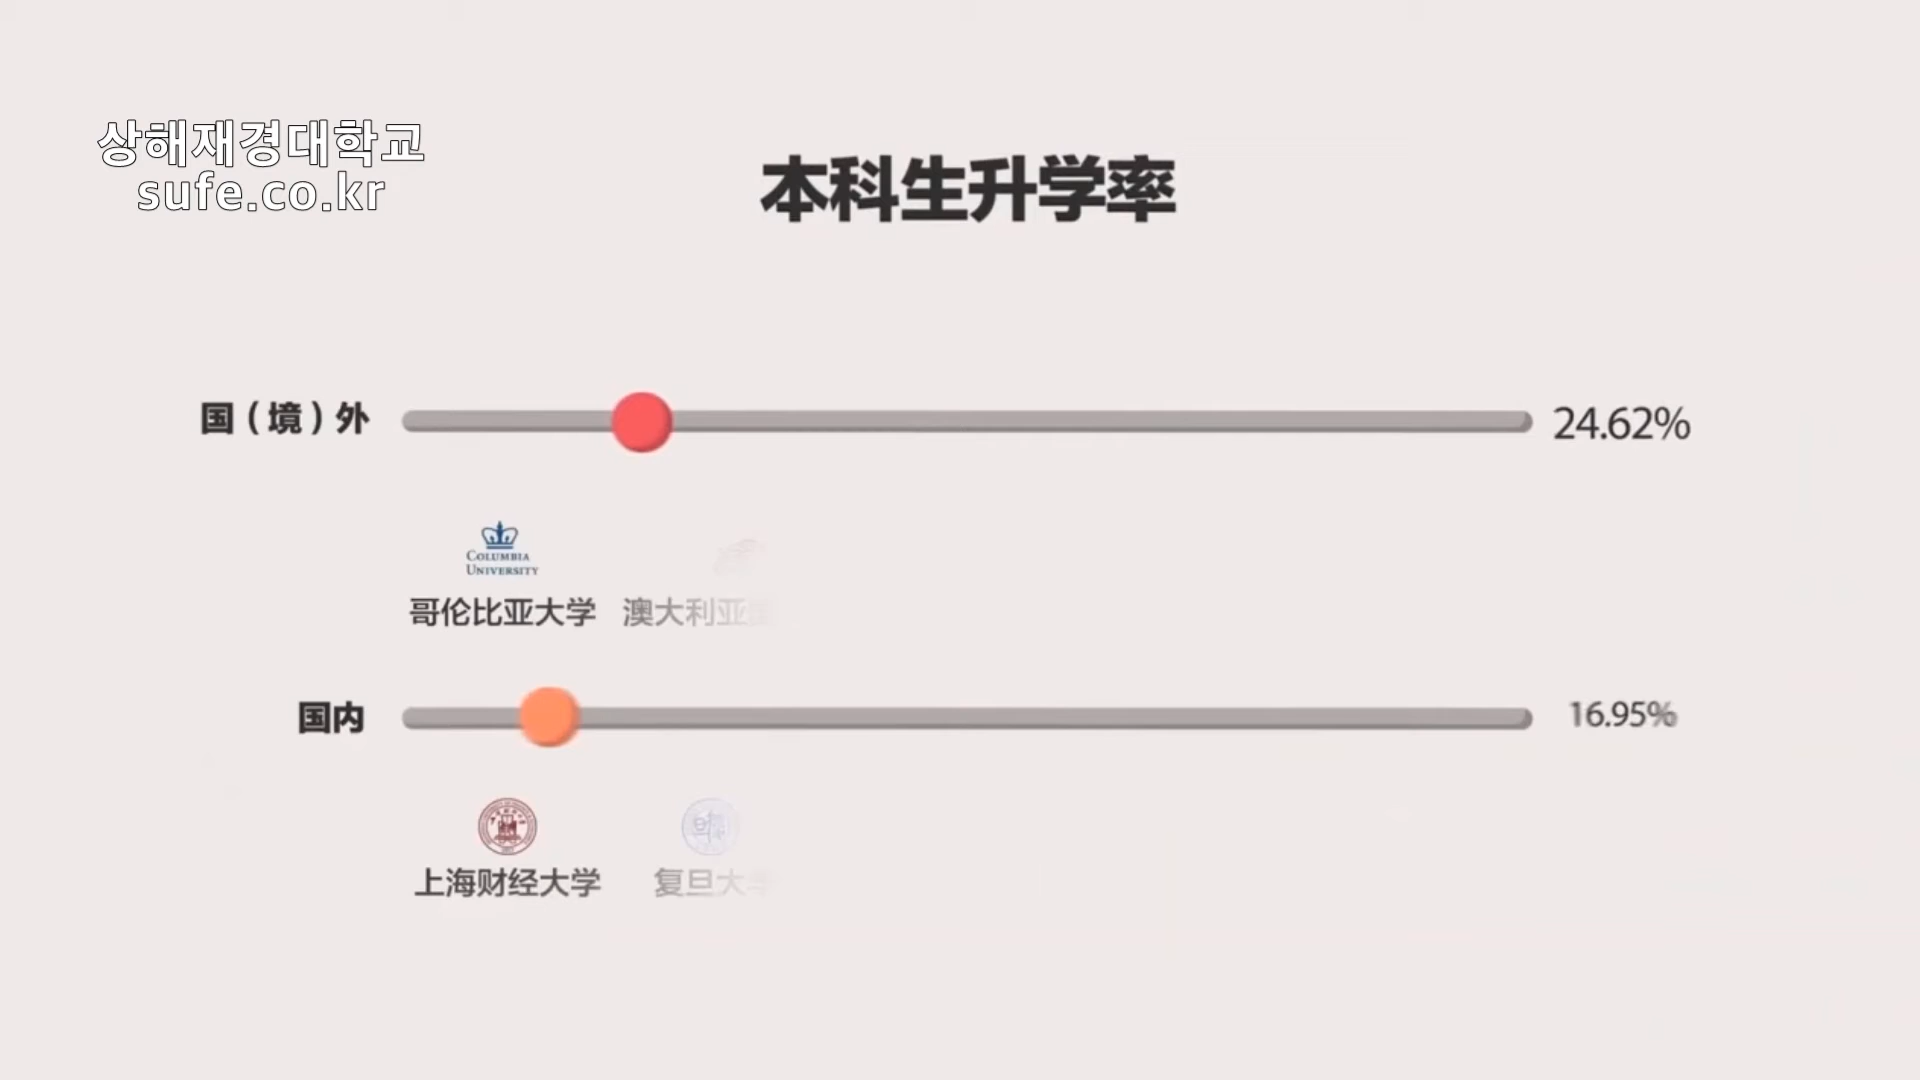 상해재경대학교
sufe.co.kr
本科生升学率
国（境）外
24.62%
COLUMBIA
UNIVERSITY
哥伦比亚大学 澳大利亚
国内
16.95%
上海财经大学 复旦大学